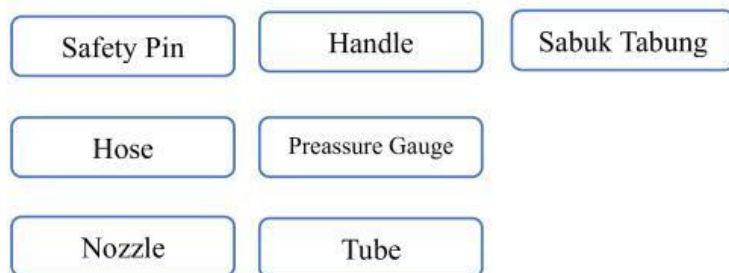 Safety Pin
Handle
Sabuk Tabung
Hose
Preassure Gauge
Nozzle
Tube